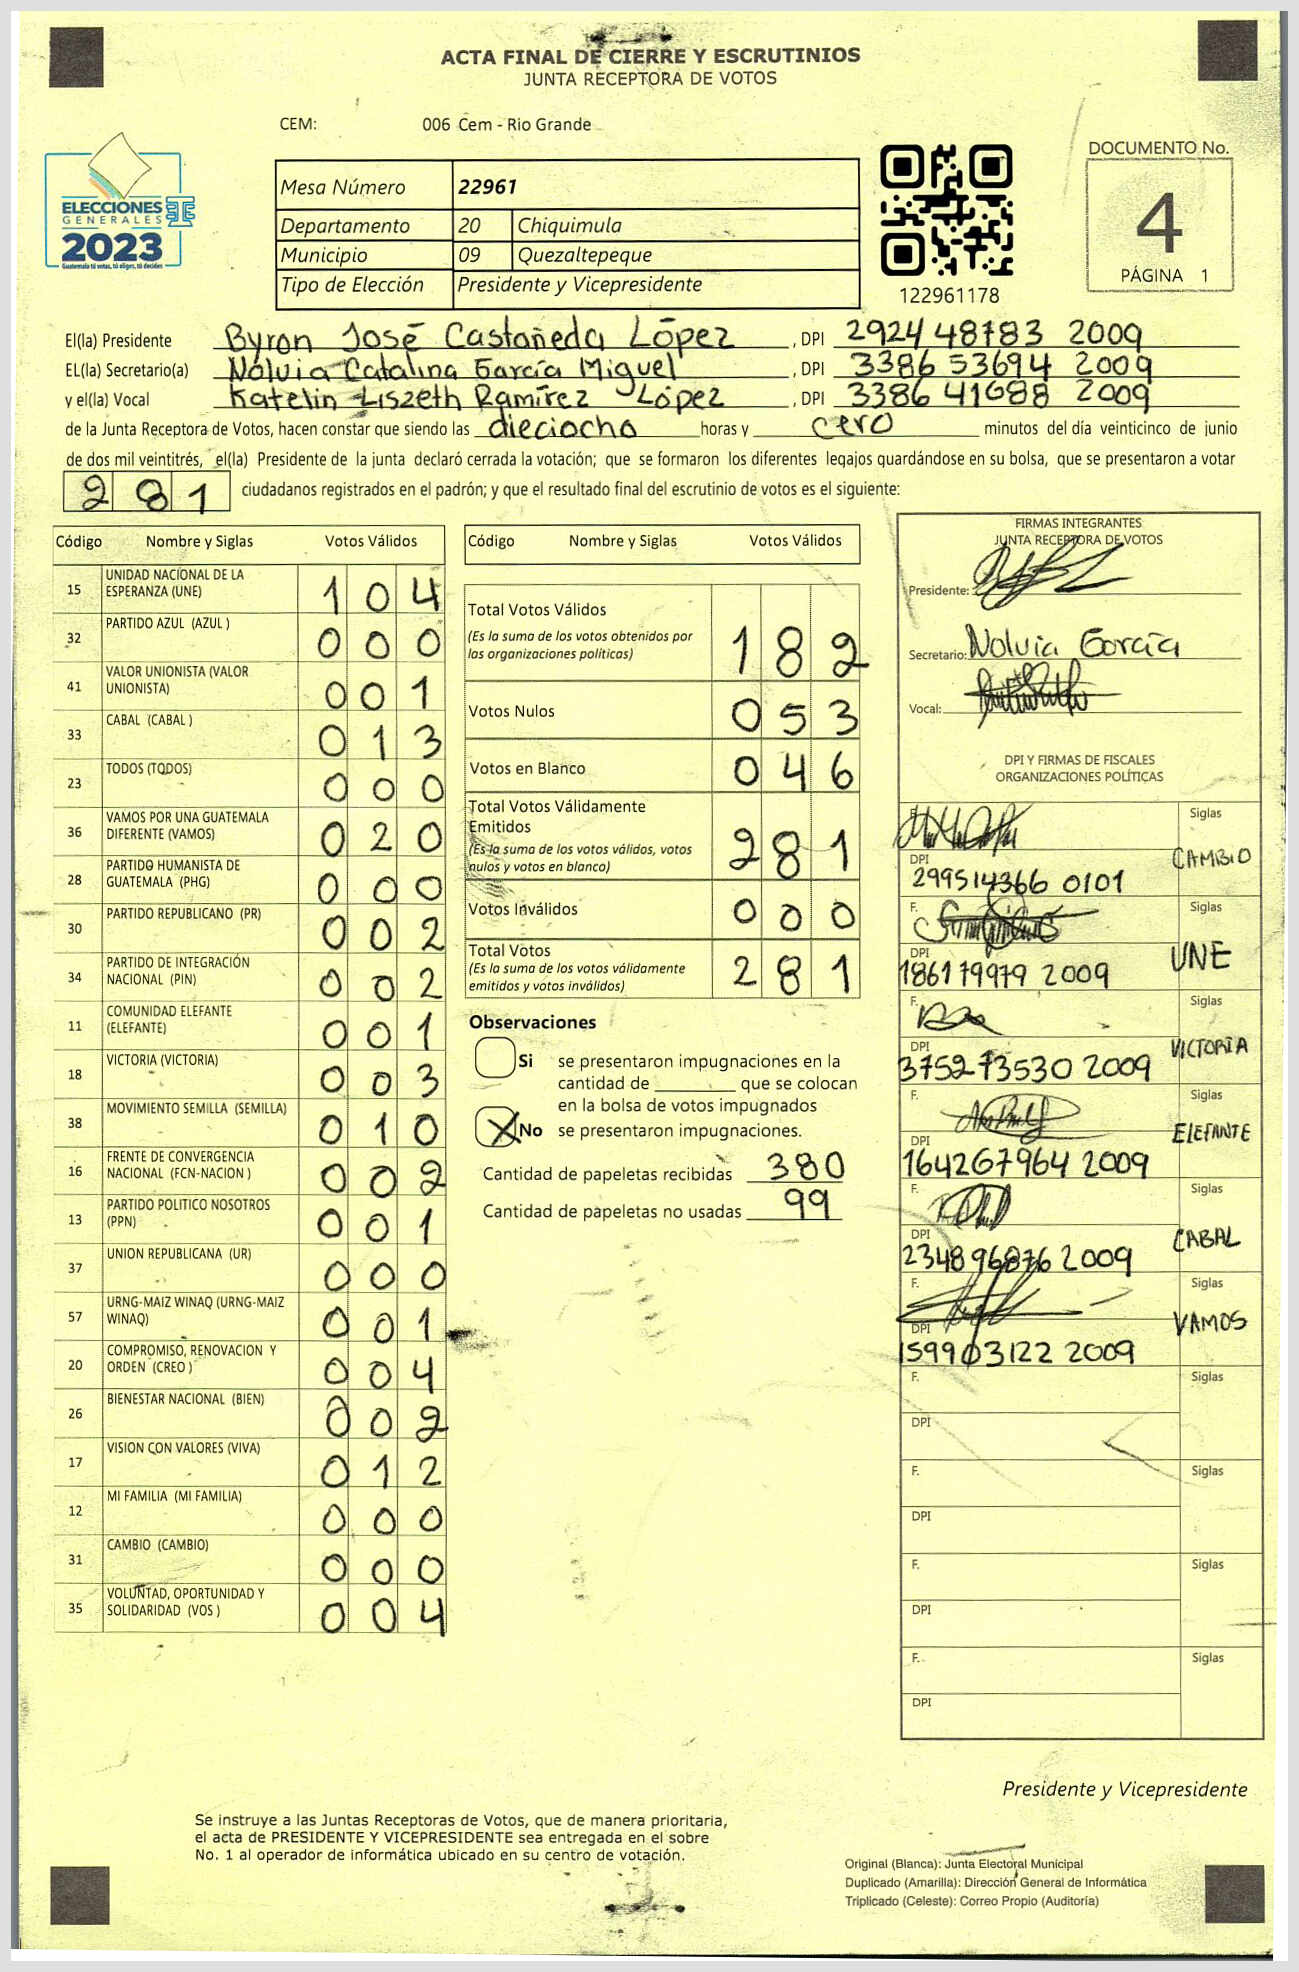 ACTA FINAL DE CIERRE Y ESCRUTINIOS
JUNTA RECEPTORA DE VOTOS
CEM: 006 Cem - Rio Grande
ELECCIONES
GENERALES
2023
Guatemala tú votas, tú eliges, tú decides
Mesa Número 22961
Departamento 20 Chiquimula
Municipio 09 Quezaltepeque
Tipo de Elección Presidente y Vicepresidente
122961178
DOCUMENTO No.
4
PÁGINA 1
El(la) Presidente Byron José Castañeda López , DPI 2924 48783 2009
EL(la) Secretario(a) Nolvia Catalina García Miguel , DPI 3386 53694 2009
y el(la) Vocal Katelin Liszeth Ramírez López , DPI 3386 41688 2009
de la Junta Receptora de Votos, hacen constar que siendo las dieciocho horas y cero minutos del día veinticinco de junio
de dos mil veintitrés, el(la) Presidente de la junta declaró cerrada la votación; que se formaron los diferentes legajos guardándose en su bolsa, que se presentaron a votar
281 ciudadanos registrados en el padrón; y que el resultado final del escrutinio de votos es el siguiente:
Código Nombre y Siglas Votos Válidos
15 UNIDAD NACIONAL DE LA ESPERANZA (UNE) 1 0 4
32 PARTIDO AZUL (AZUL ) 0 0 0
41 VALOR UNIONISTA (VALOR UNIONISTA) 0 0 1
33 CABAL (CABAL ) 0 1 3
23 TODOS (TODOS) 0 0 0
36 VAMOS POR UNA GUATEMALA DIFERENTE (VAMOS) 0 2 0
28 PARTIDO HUMANISTA DE GUATEMALA (PHG) 0 0 0
30 PARTIDO REPUBLICANO (PR) 0 0 2
34 PARTIDO DE INTEGRACIÓN NACIONAL (PIN) 0 0 2
11 COMUNIDAD ELEFANTE (ELEFANTE) 0 0 1
18 VICTORIA (VICTORIA) 0 0 3
38 MOVIMIENTO SEMILLA (SEMILLA) 0 1 0
16 FRENTE DE CONVERGENCIA NACIONAL (FCN-NACION ) 0 0 2
13 PARTIDO POLITICO NOSOTROS (PPN) 0 0 1
37 UNION REPUBLICANA (UR) 0 0 0
57 URNG-MAIZ WINAQ (URNG-MAIZ WINAQ) 0 0 1
20 COMPROMISO, RENOVACION Y ORDEN (CREO ) 0 0 4
26 BIENESTAR NACIONAL (BIEN) 0 0 2
17 VISION CON VALORES (VIVA) 0 1 2
12 MI FAMILIA (MI FAMILIA) 0 0 0
31 CAMBIO (CAMBIO) 0 0 0
35 VOLUNTAD, OPORTUNIDAD Y SOLIDARIDAD (VOS ) 0 0 4
Código Nombre y Siglas Votos Válidos
Total Votos Válidos
(Es la suma de los votos obtenidos por
las organizaciones políticas) 1 8 2
Votos Nulos 0 5 3
Votos en Blanco 0 4 6
Total Votos Válidamente
Emitidos
(Es la suma de los votos válidos, votos
nulos y votos en blanco) 2 8 1
Votos Inválidos 0 0 0
Total Votos
(Es la suma de los votos válidamente
emitidos y votos inválidos) 2 8 1
Observaciones
Si se presentaron impugnaciones en la
cantidad de ________ que se colocan
en la bolsa de votos impugnados
X No se presentaron impugnaciones.
Cantidad de papeletas recibidas 380
Cantidad de papeletas no usadas 99
FIRMAS INTEGRANTES
JUNTA RECEPTORA DE VOTOS
Presidente:
Secretario: Nolvia García
Vocal:
DPI Y FIRMAS DE FISCALES
ORGANIZACIONES POLÍTICAS
F. Siglas
CAMBIO
DPI
299514366 0101
F. Siglas
UNE
DPI
186179979 2009
F. Siglas
VICTORIA
DPI
375273530 2009
F. Siglas
ELEFANTE
DPI
164267964 2009
F. Siglas
CABAL
DPI
234896876 2009
F. Siglas
VAMOS
DPI
159903122 2009
F. Siglas
DPI
F. Siglas
DPI
F. Siglas
DPI
F. Siglas
DPI
Presidente y Vicepresidente
Se instruye a las Juntas Receptoras de Votos, que de manera prioritaria,
el acta de PRESIDENTE Y VICEPRESIDENTE sea entregada en el sobre
No. 1 al operador de informática ubicado en su centro de votación.
Original (Blanca): Junta Electoral Municipal
Duplicado (Amarilla): Dirección General de Informática
Triplicado (Celeste): Correo Propio (Auditoría)